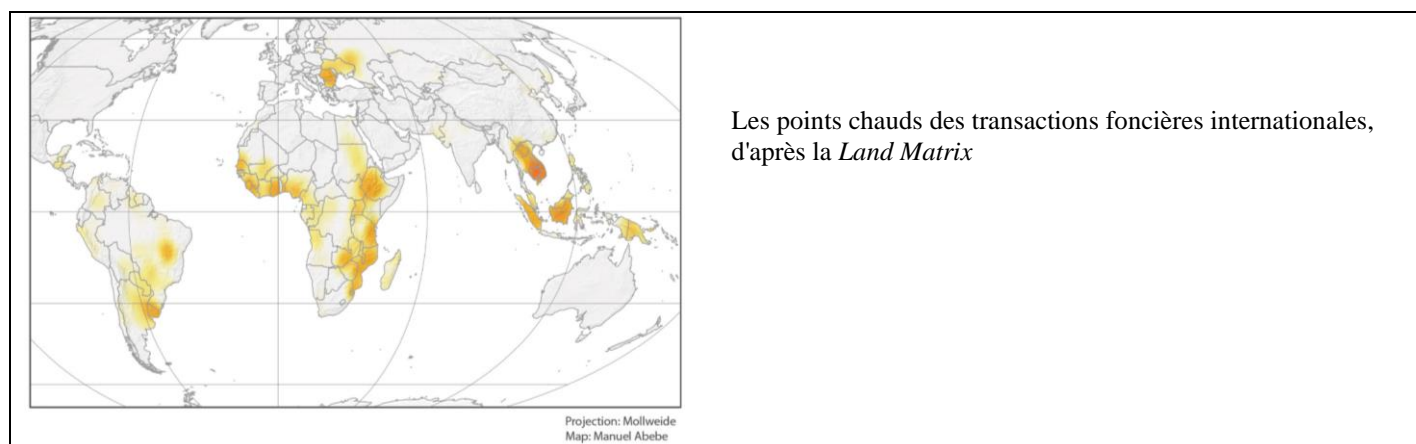 Les points chauds des transactions foncières internationales,
d'après la Land Matrix
Projection: Mollweide
Map: Manuel Abebe